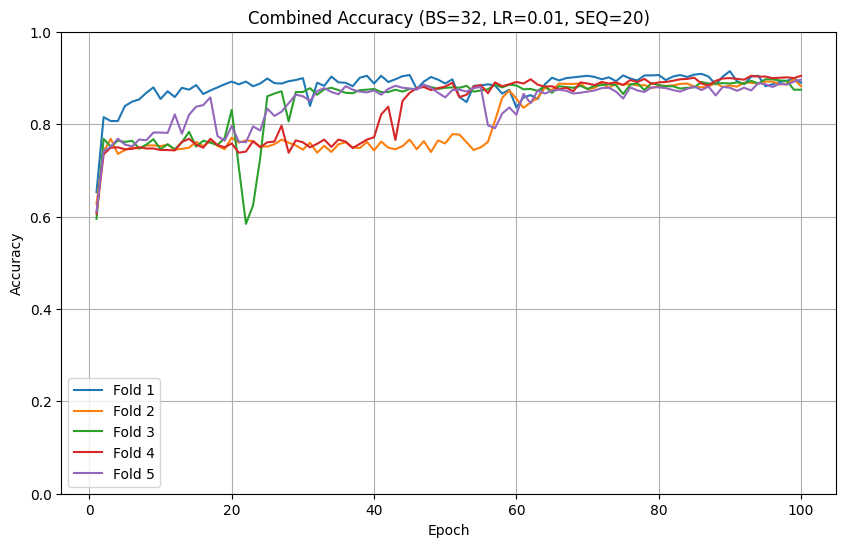 Combined Accuracy (BS=32, LR=0.01, SEQ=20)
1.0
0.8
0.6
0.4
0.2
0.0
Accuracy
Fold 1
Fold 2
Fold 3
Fold 4
Fold 5
0 20 40 60 80 100
Epoch